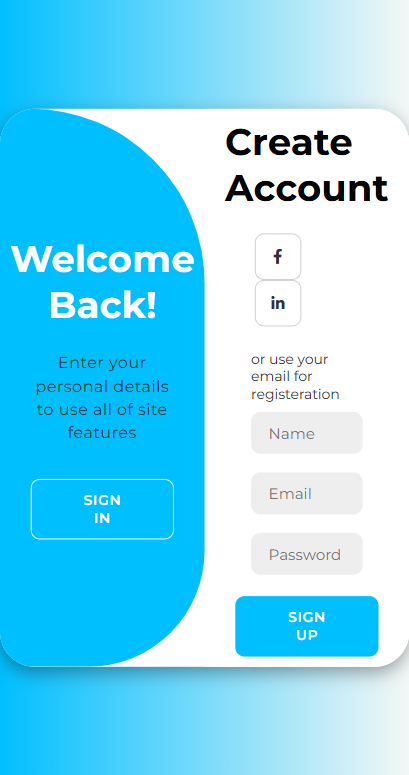 Welcome
Back!
Enter your
personal details
to use all of site
features
SIGN
IN
Create
Account
f
in
or use your
email for
registeration
Name
Email
Password
SIGN
UP